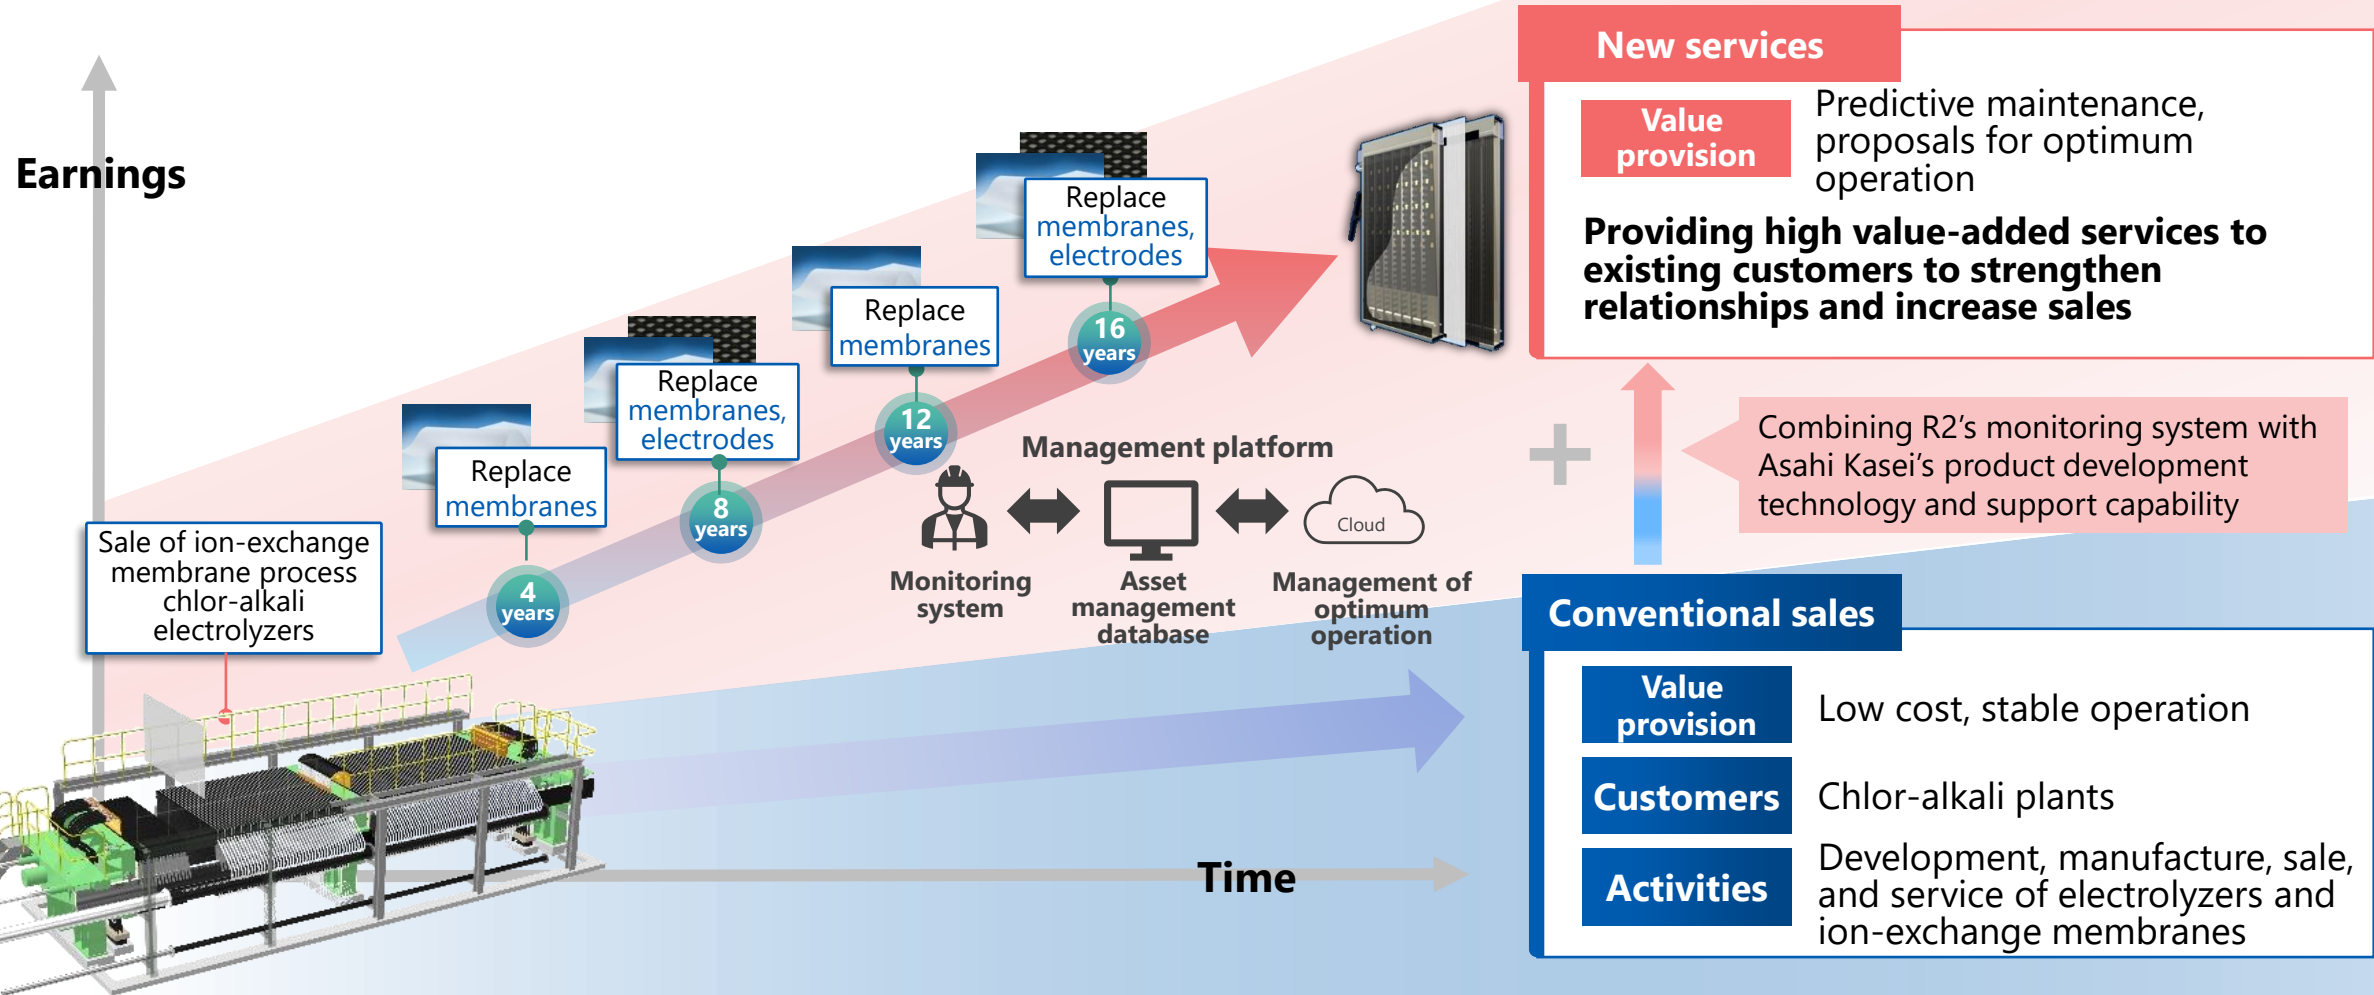 Earnings
Sale of ion-exchange
membrane process
chlor-alkali
electrolyzers
4
years
Replace
membranes
8
years
Replace
membranes,
electrodes
12
years
Replace
membranes
16
years
Replace
membranes,
electrodes
Management platform
Cloud
Monitoring
system
Asset
management
database
Management of
optimum
operation
Time
New services
Value
provision
Predictive maintenance,
proposals for optimum
operation
Providing high value-added services to
existing customers to strengthen
relationships and increase sales
+
Combining R2’s monitoring system with
Asahi Kasei’s product development
technology and support capability
Conventional sales
Value
provision
Low cost, stable operation
Customers
Chlor-alkali plants
Activities
Development, manufacture, sale,
and service of electrolyzers and
ion-exchange membranes